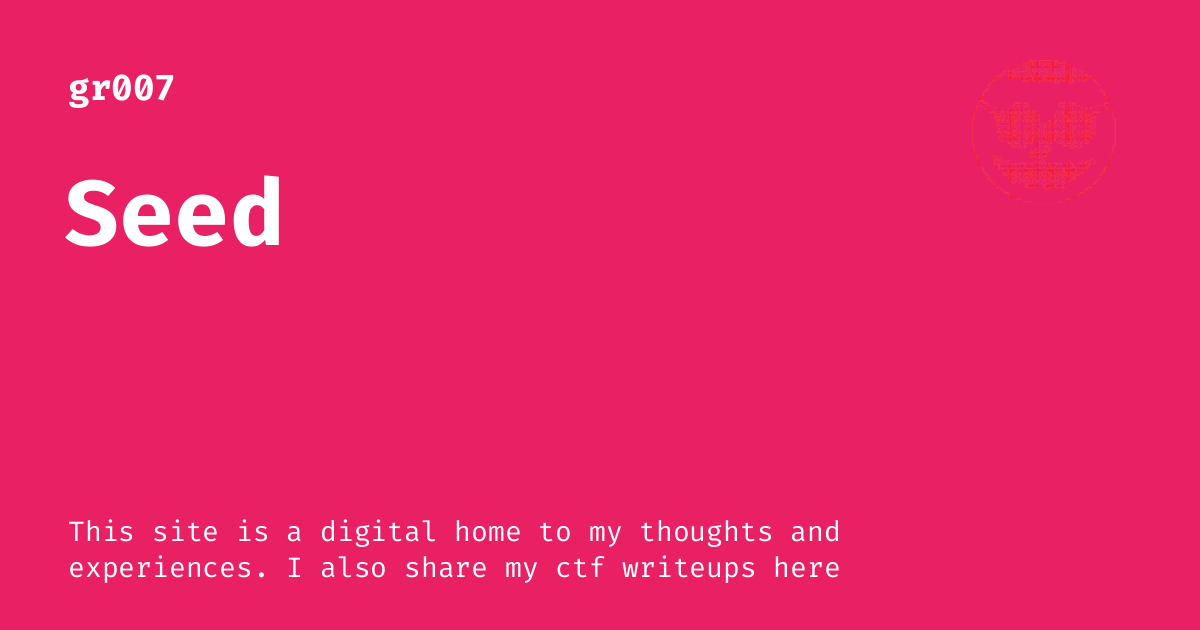 gr007
Seed
This site is a digital home to my thoughts and
experiences. I also share my ctf writeups here